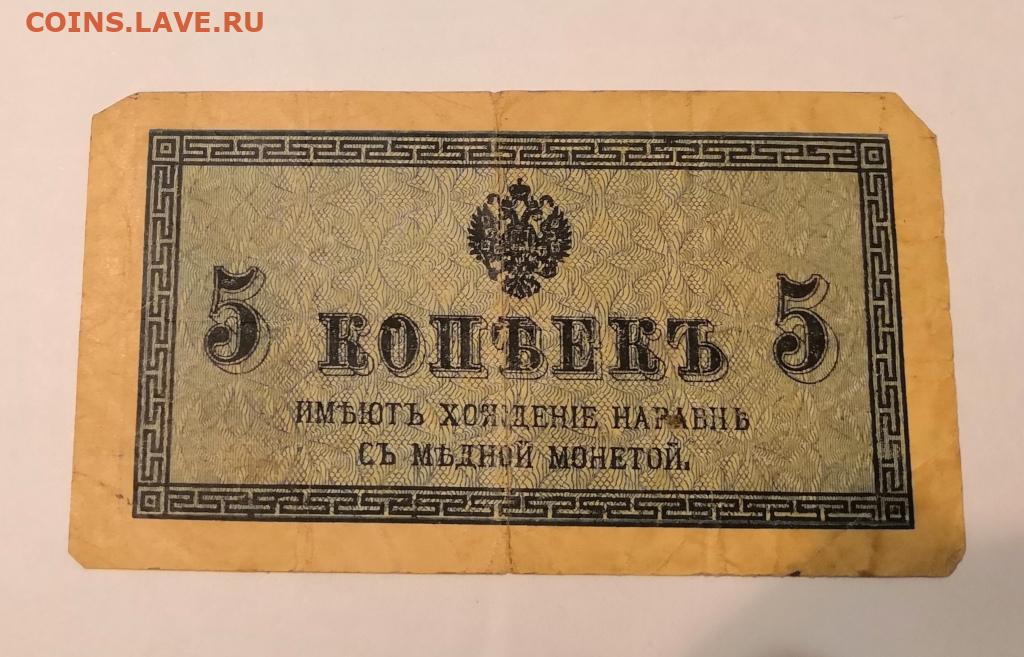 COINS.LAVE.RU
5 КОПѢЕКЪ 5
ИМѢЮТЪ ХОЖДЕНІЕ НАРАВНѢ
СЪ МѢДНОЙ МОНЕТОЙ.